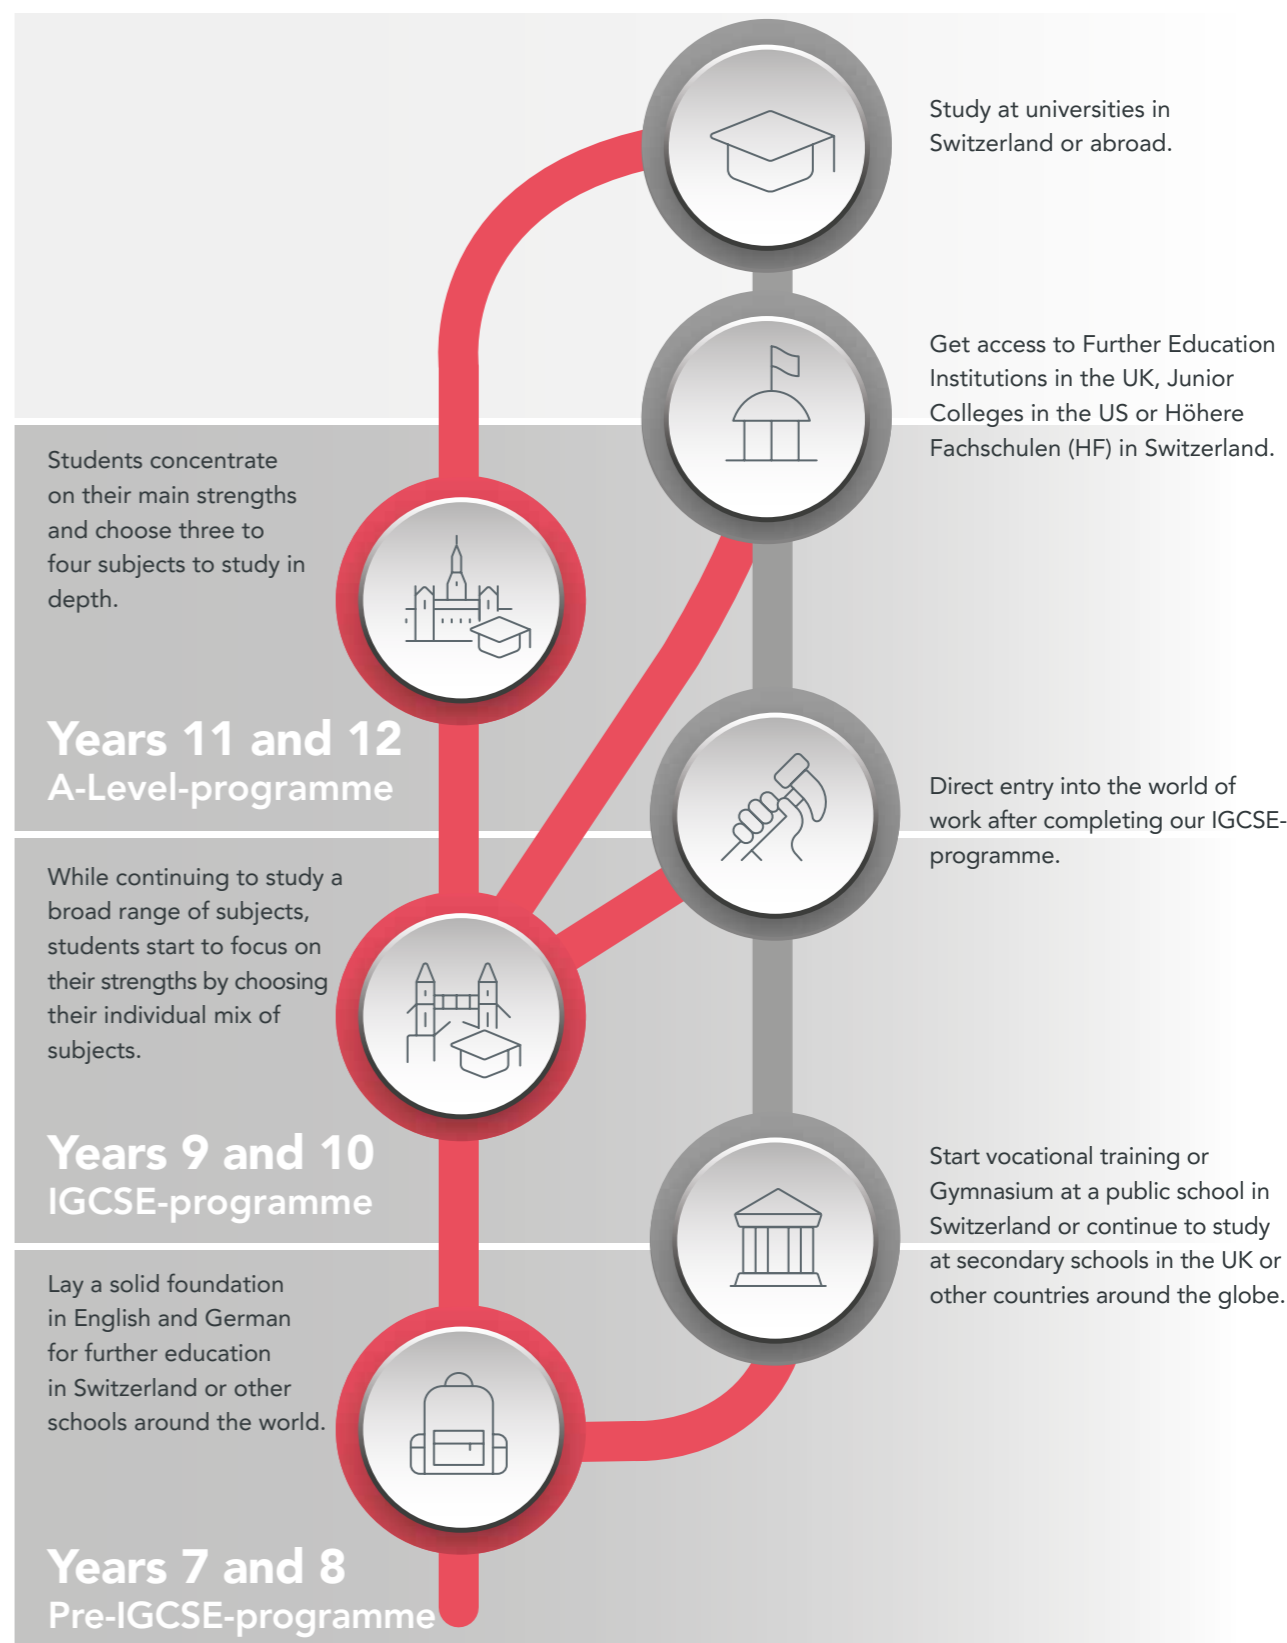 Study at universities in
Switzerland or abroad.
Get access to Further Education
Institutions in the UK, Junior
Colleges in the US or Höhere
Fachschulen (HF) in Switzerland.
Students concentrate
on their main strengths
and choose three to
four subjects to study in
depth.
Years 11 and 12
A-Level-programme
Direct entry into the world of
work after completing our IGCSE-
programme.
While continuing to study a
broad range of subjects,
students start to focus on
their strengths by choosing
their individual mix of
subjects.
Years 9 and 10
IGCSE-programme
Start vocational training or
Gymnasium at a public school in
Switzerland or continue to study
at secondary schools in the UK or
other countries around the globe.
Lay a solid foundation
in English and German
for further education
in Switzerland or other
schools around the world.
Years 7 and 8
Pre-IGCSE-programme